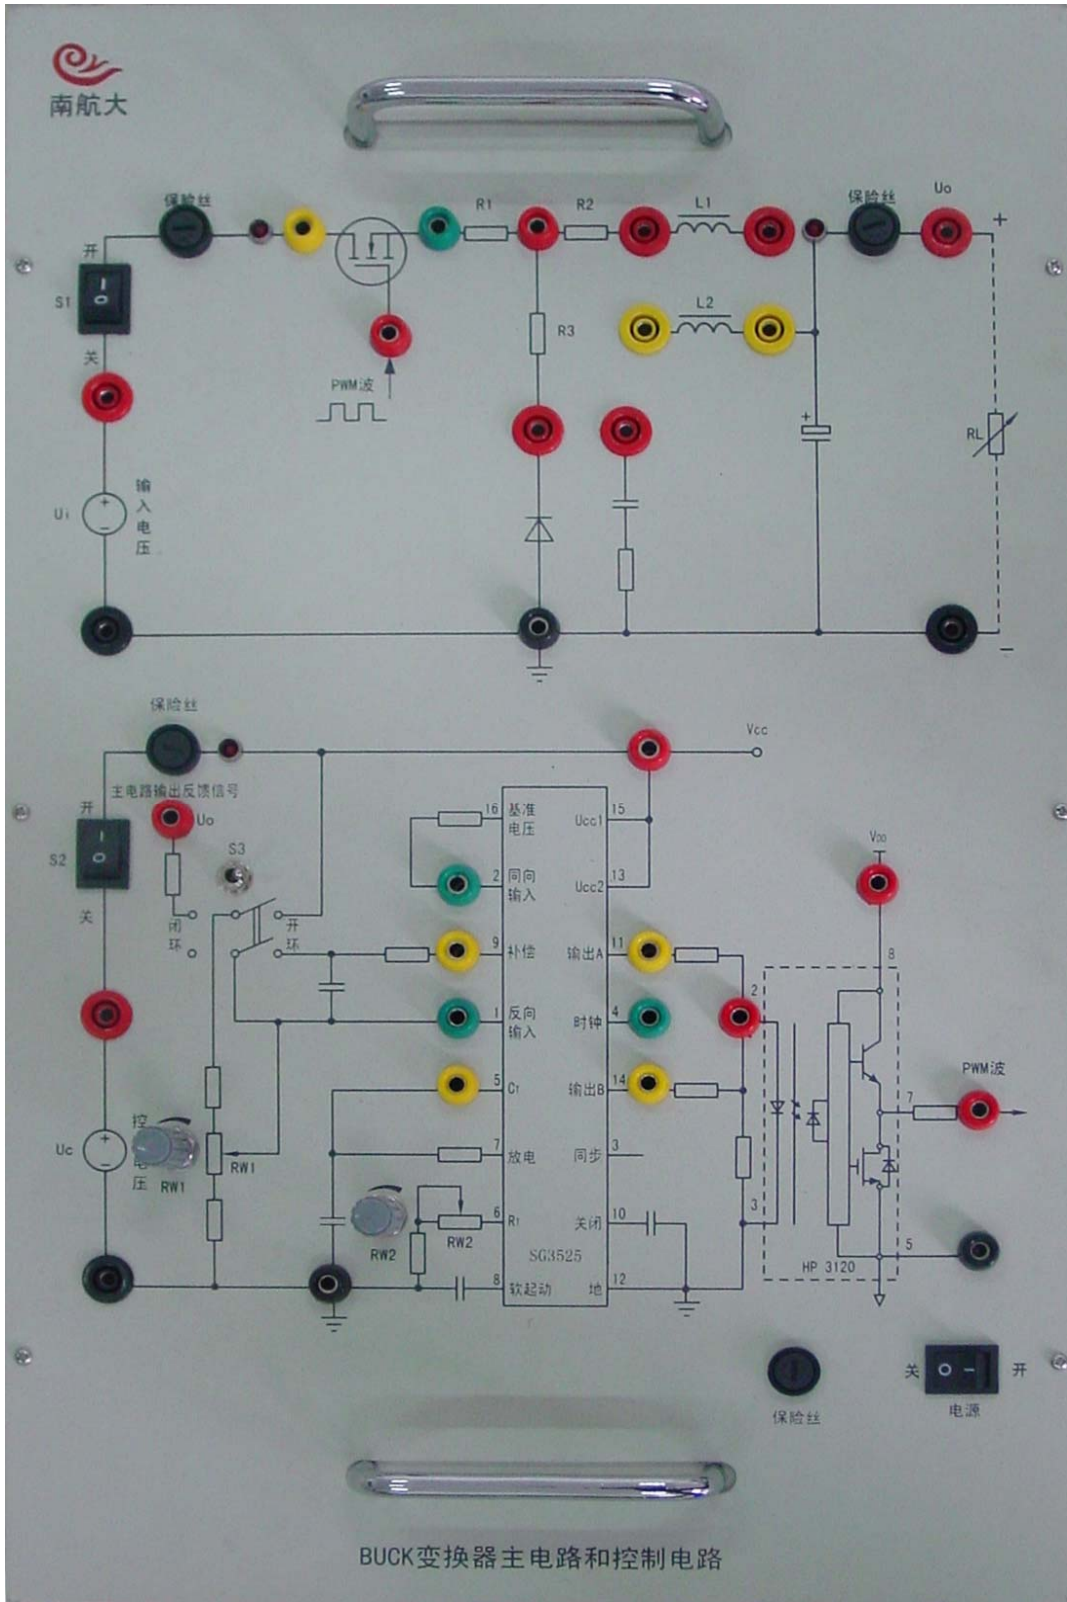 南航大
保险丝
R1
R2
L1
保险丝
Uo
+
开
S1
I
O
关
L2
R3
PWM波
+
RL
Ui
+
−
输入电压
−
保险丝
Vcc
主电路输出反馈信号
Uo
开
S2
I
O
关
S3
闭环
开环
16
基准电压
Ucc1
15
2
同向输入
Ucc2
13
9
补偿
输出A
11
1
反向输入
时钟
4
5
CT
输出B
14
7
放电
同步
3
6
RT
关闭
10
SG3525
8
软起动
地
12
Uc
+
−
控
压
RW1
RW1
RW2
RW2
VDD
8
2
3
7
PWM波
5
HP 3120
保险丝
关
O
I
开
电源
BUCK变换器主电路和控制电路